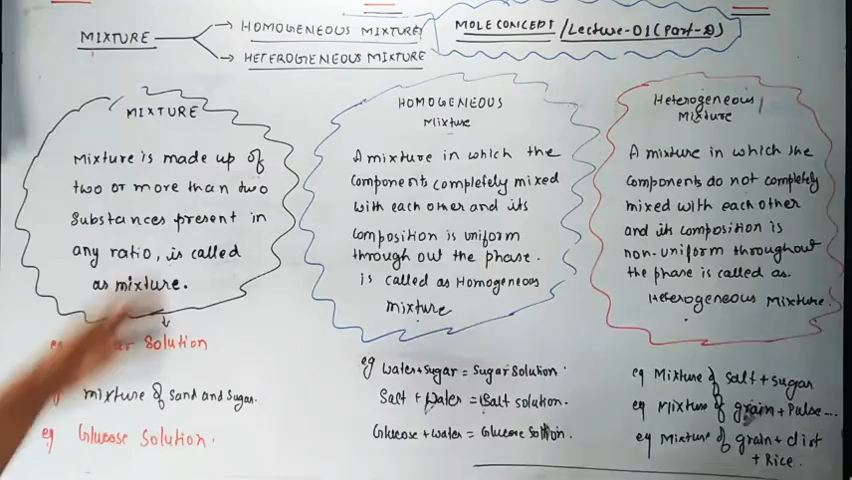 MIXTURE
HOMOGENEOUS MIXTURE
HETEROGENEOUS MIXTURE
MOLE CONCEPT /Lecture-01 (Part-2)
MIXTURE
Mixture is made up of
two or more than two
substances present in
any ratio, is called
as mixture.
Solution
mixture of sand and sugar.
eg Glucose Solution.
HOMOGENEOUS
Mixture
A mixture in which the
components completely mixed
with each other and its
composition is uniform
through out the phase.
is called as Homogeneous
mixture
eg Water+sugar = sugar solution.
Salt + Water = Salt solution.
Glucose + water = Glucose solution.
Heterogeneous
Mixture
A mixture in which the
components do not completely
mixed with each other
and its composition is
non-uniform throughout
the phase is called as.
Heterogeneous Mixture.
eg Mixture of salt + sugar
eg Mixture of grain + Pulse...
eg Mixture of grain + dirt
+ Rice.